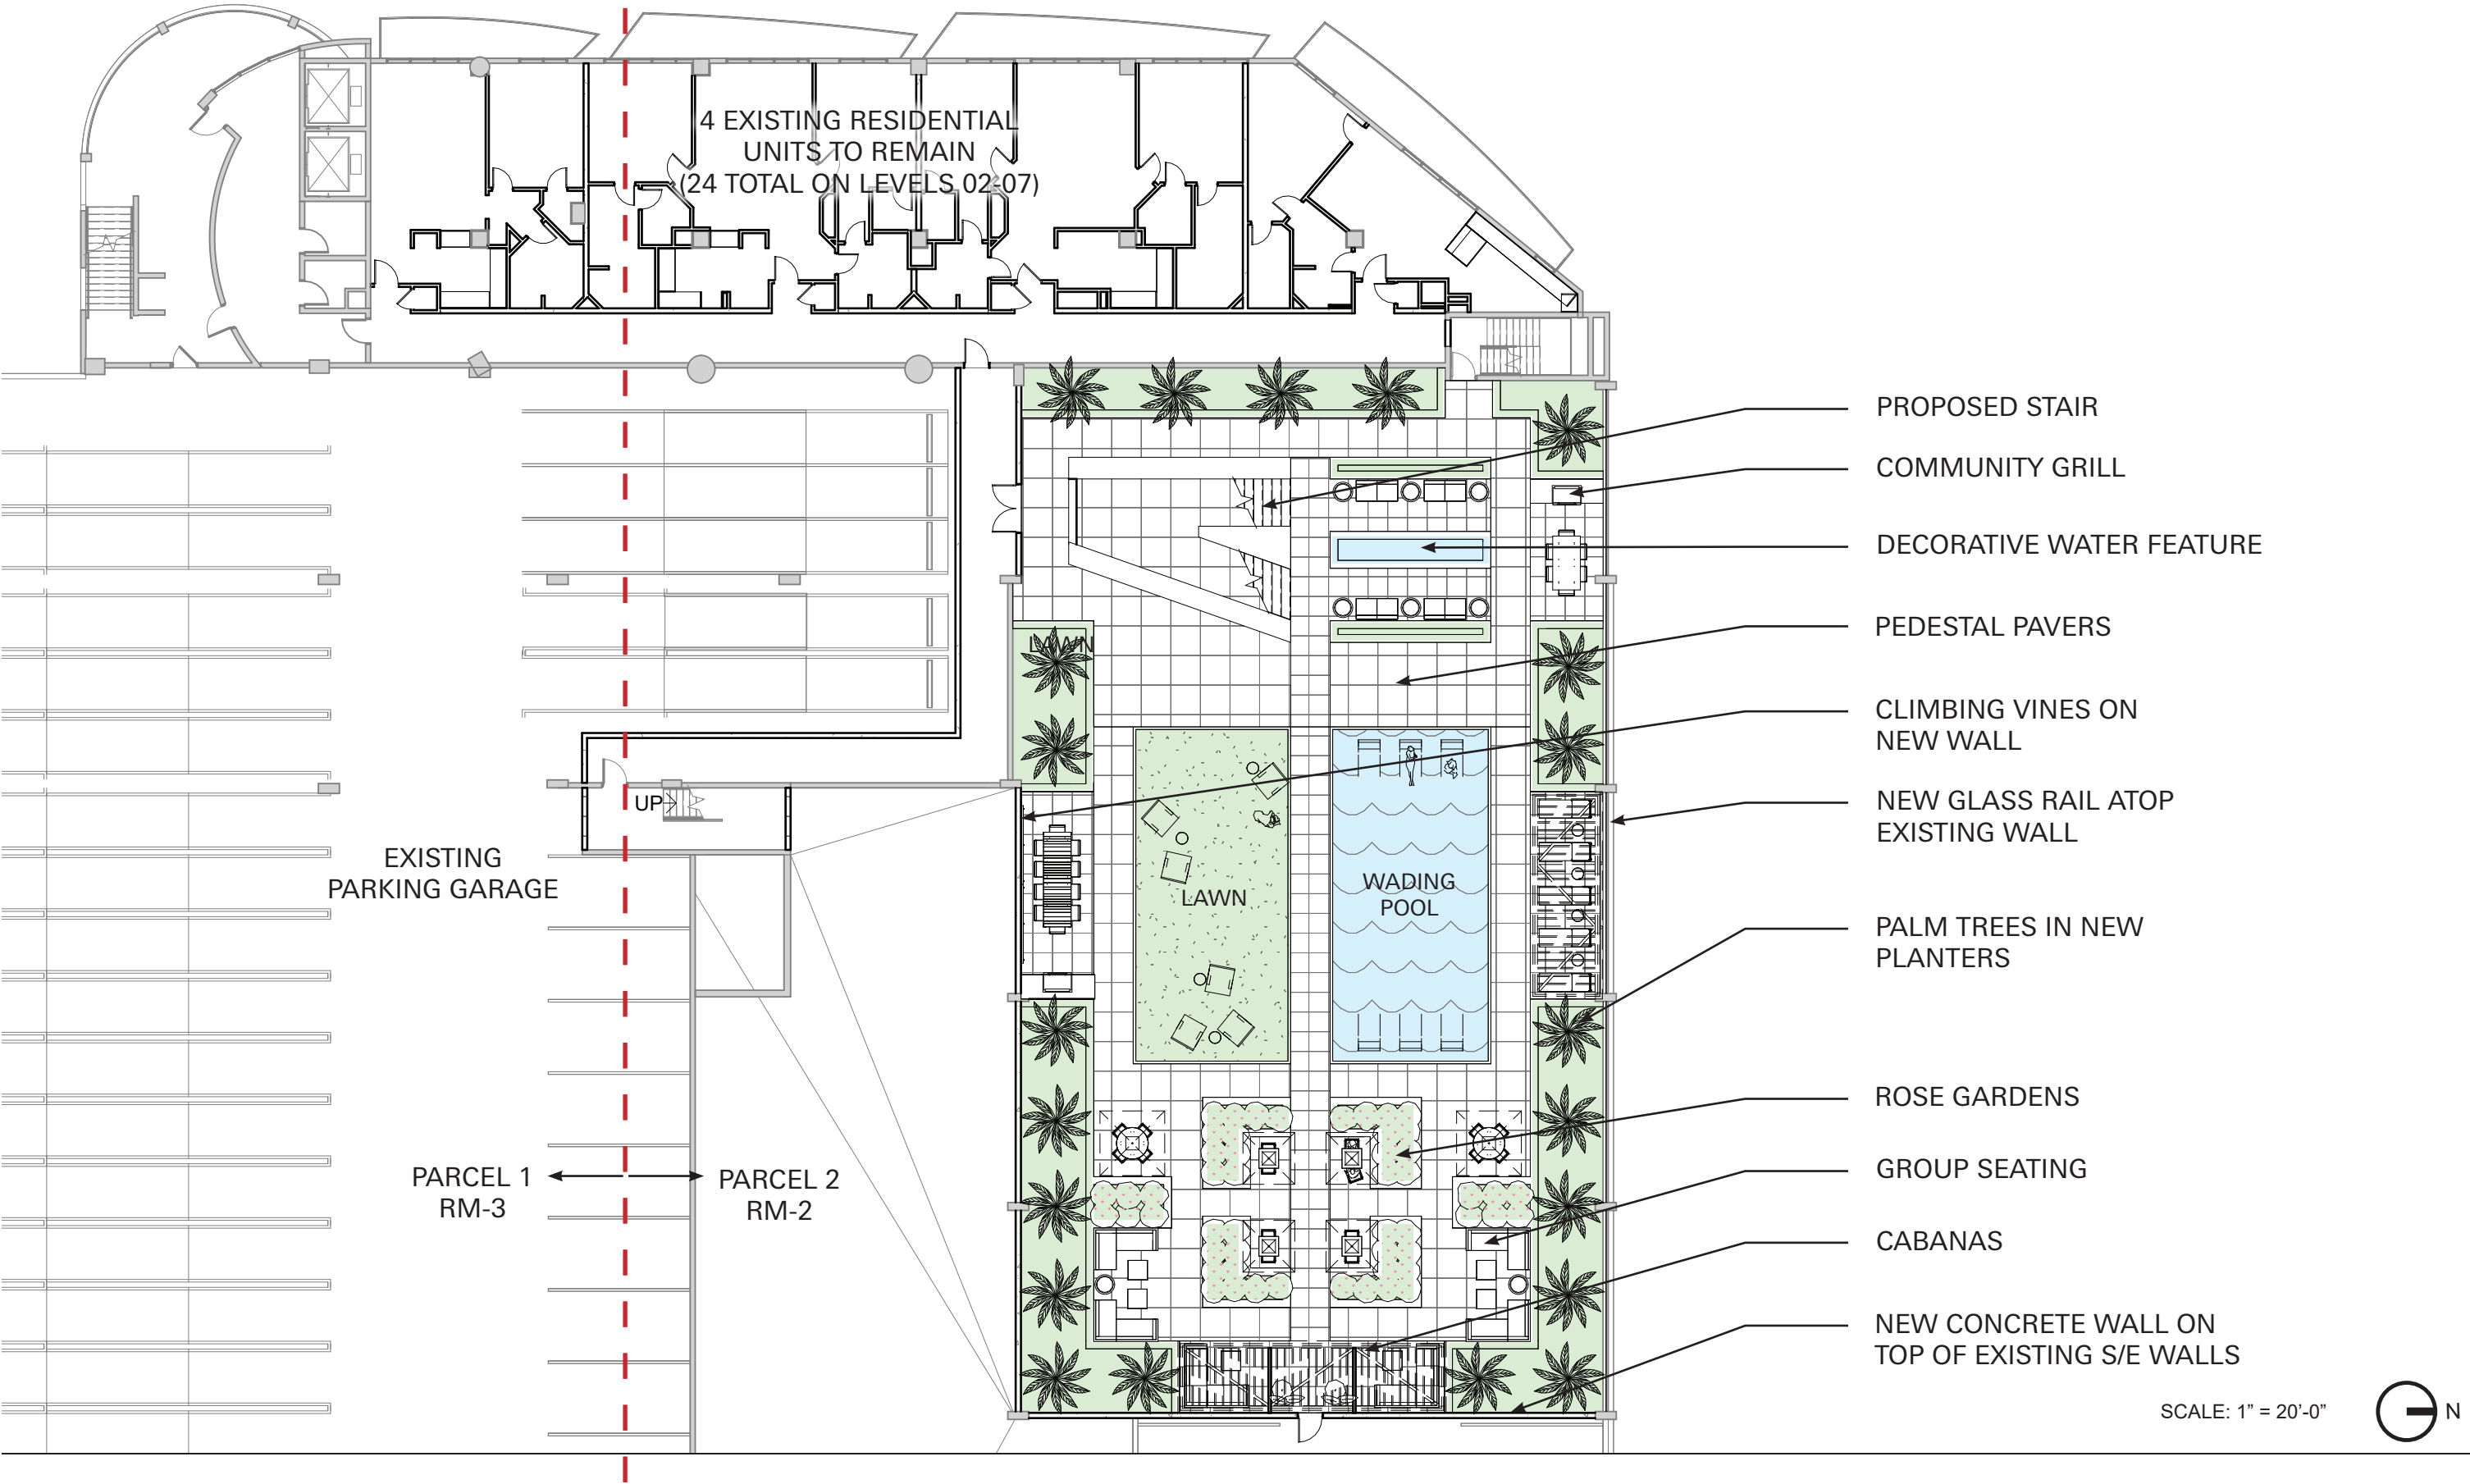 4 EXISTING RESIDENTIAL
UNITS TO REMAIN
(24 TOTAL ON LEVELS 02-07)
PROPOSED STAIR
COMMUNITY GRILL
DECORATIVE WATER FEATURE
PEDESTAL PAVERS
LAWN
CLIMBING VINES ON
NEW WALL
NEW GLASS RAIL ATOP
EXISTING WALL
UP
EXISTING
PARKING GARAGE
LAWN
WADING
POOL
PALM TREES IN NEW
PLANTERS
ROSE GARDENS
PARCEL 1
RM-3
PARCEL 2
RM-2
GROUP SEATING
CABANAS
NEW CONCRETE WALL ON
TOP OF EXISTING S/E WALLS
SCALE: 1” = 20’-0”
N